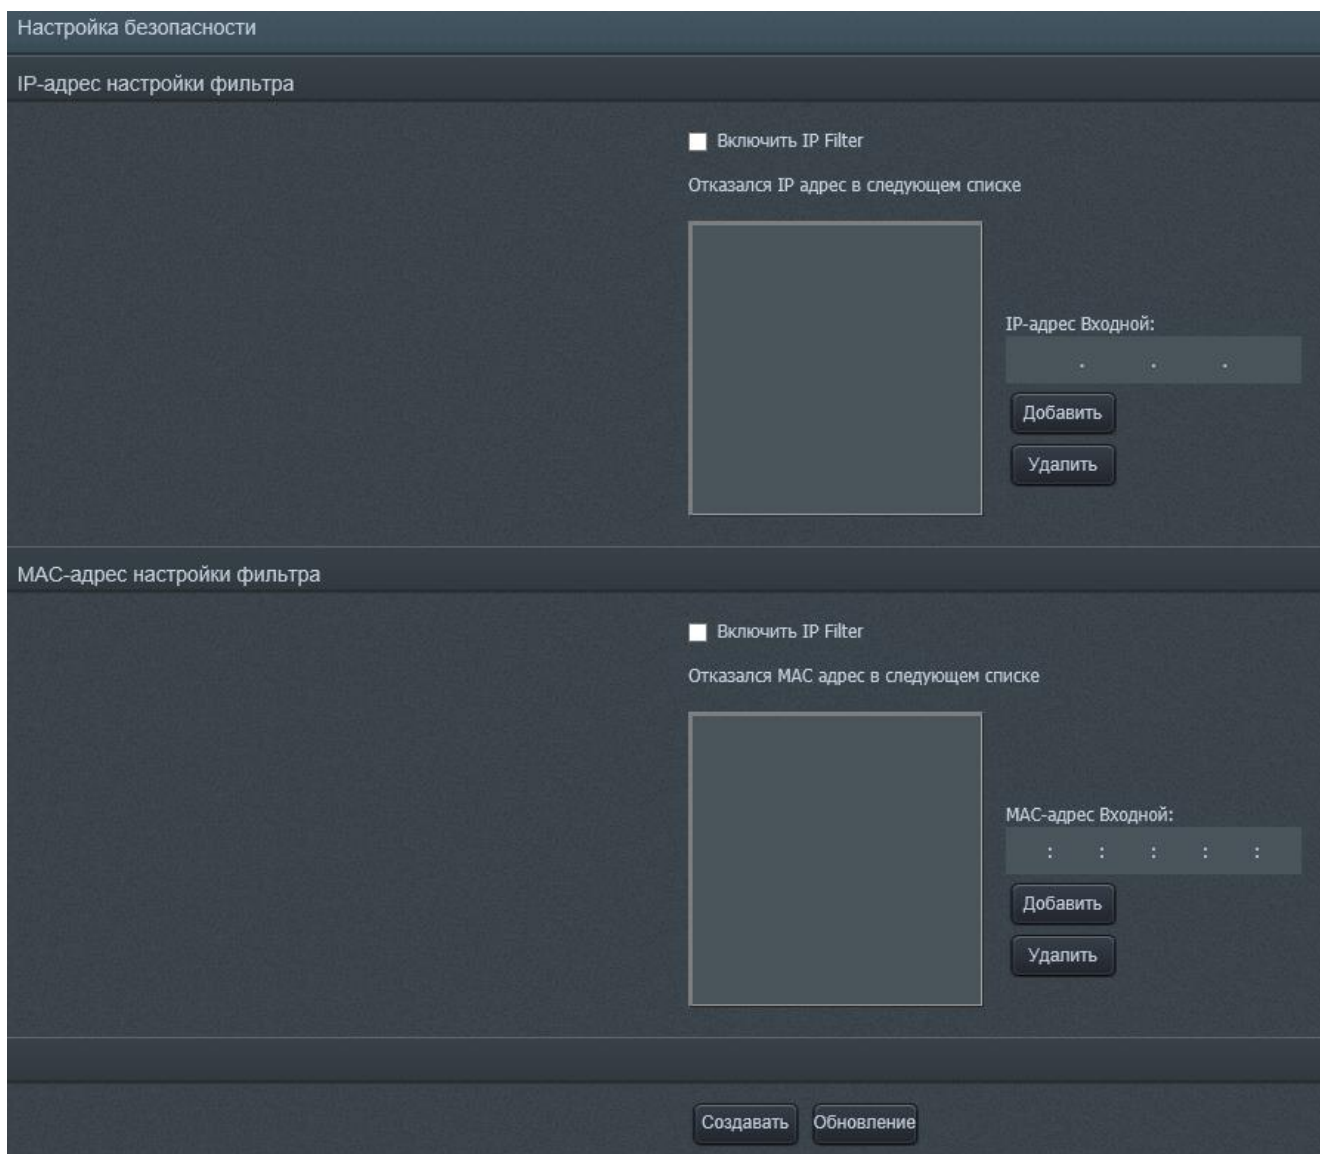 Настройка безопасности
IP-адрес настройки фильтра
Включить IP Filter
Отказался IP адрес в следующем списке
IP-адрес Входной:
. . .
Добавить
Удалить
MAC-адрес настройки фильтра
Включить IP Filter
Отказался MAC адрес в следующем списке
MAC-адрес Входной:
: : : : :
Добавить
Удалить
Создавать Обновление